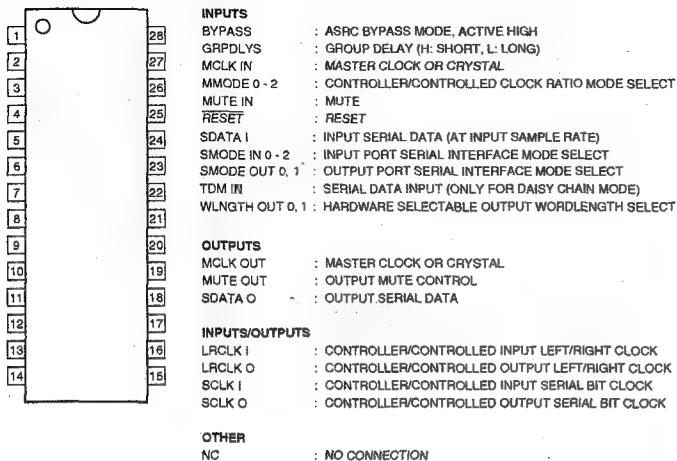 1 28
2 27
3 26
4 25
5 24
6 23
7 22
8 21
9 20
10 19
11 18
12 17
13 16
14 15
INPUTS
BYPASS : ASRC BYPASS MODE, ACTIVE HIGH
GRPDLYS : GROUP DELAY (H: SHORT, L: LONG)
MCLK IN : MASTER CLOCK OR CRYSTAL
MMODE 0 - 2 : CONTROLLER/CONTROLLED CLOCK RATIO MODE SELECT
MUTE IN : MUTE
RESET : RESET
SDATA I : INPUT SERIAL DATA (AT INPUT SAMPLE RATE)
SMODE IN 0 - 2 : INPUT PORT SERIAL INTERFACE MODE SELECT
SMODE OUT 0, 1 : OUTPUT PORT SERIAL INTERFACE MODE SELECT
TDM IN : SERIAL DATA INPUT (ONLY FOR DAISY CHAIN MODE)
WLNGTH OUT 0, 1 : HARDWARE SELECTABLE OUTPUT WORDLENGTH SELECT
OUTPUTS
MCLK OUT : MASTER CLOCK OR CRYSTAL
MUTE OUT : OUTPUT MUTE CONTROL
SDATA O : OUTPUT SERIAL DATA
INPUTS/OUTPUTS
LRCLK I : CONTROLLER/CONTROLLED INPUT LEFT/RIGHT CLOCK
LRCLK O : CONTROLLER/CONTROLLED OUTPUT LEFT/RIGHT CLOCK
SCLK I : CONTROLLER/CONTROLLED INPUT SERIAL BIT CLOCK
SCLK O : CONTROLLER/CONTROLLED OUTPUT SERIAL BIT CLOCK
OTHER
NC : NO CONNECTION